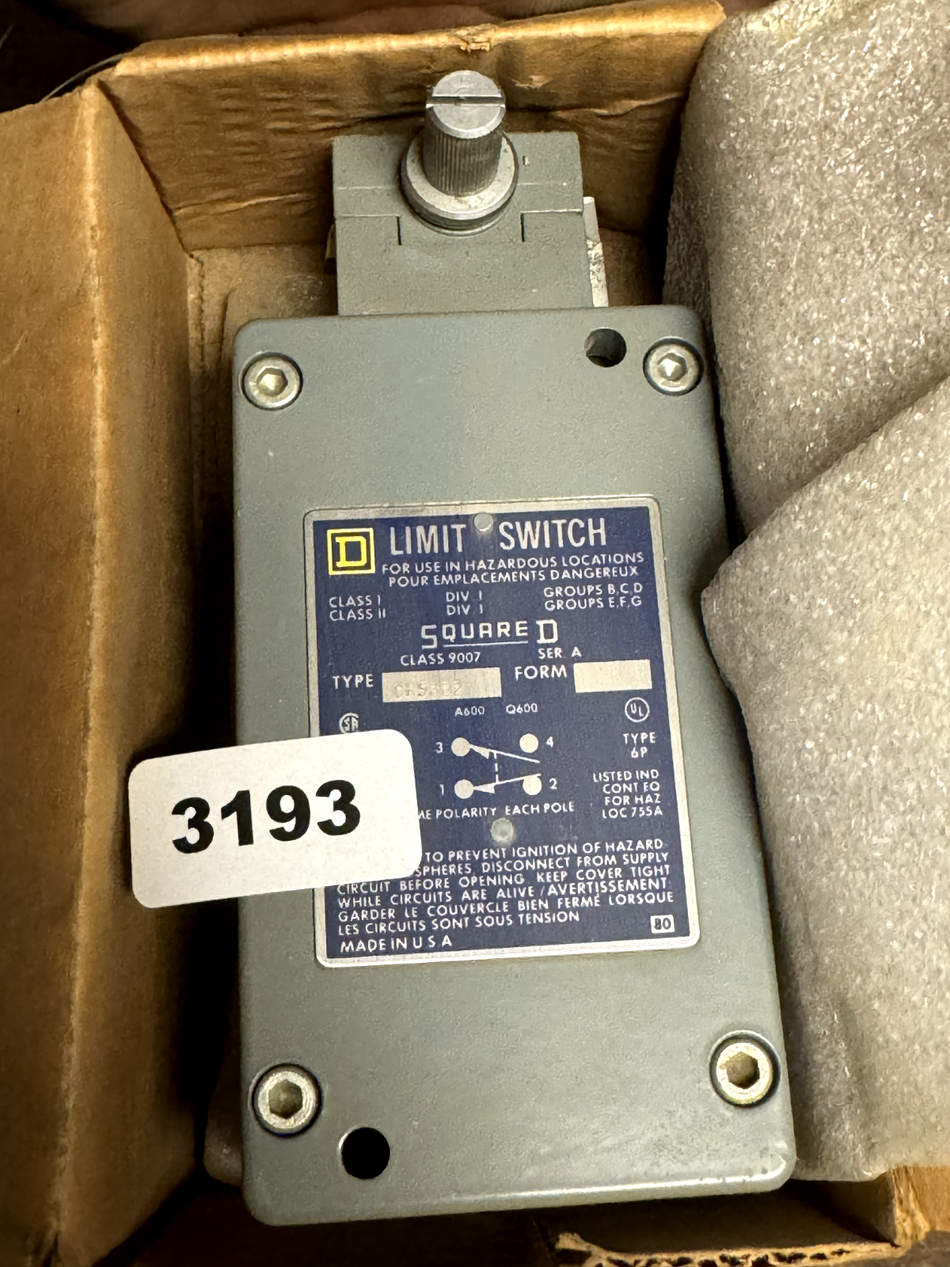 D LIMIT SWITCH
FOR USE IN HAZARDOUS LOCATIONS
POUR EMPLACEMENTS DANGEREUX
CLASS I DIV I GROUPS B,C,D
CLASS II DIV I GROUPS E,F,G
SQUARE D
CLASS 9007 SER. A
TYPE FORM
A600 Q600
SA UL
3 4 TYPE
6P
1 2 LISTED IND
CONT EQ
FOR HAZ
LOC 755A
POLARITY EACH POLE
3193
TO PREVENT IGNITION OF HAZARD-
DISCONNECT FROM SUPPLY
CIRCUIT BEFORE OPENING. KEEP COVER TIGHT
WHILE CIRCUITS ARE ALIVE / AVERTISSEMENT:
GARDER LE COUVERCLE BIEN FERMÉ LORSQUE
LES CIRCUITS SONT SOUS TENSION
80
MADE IN U S A